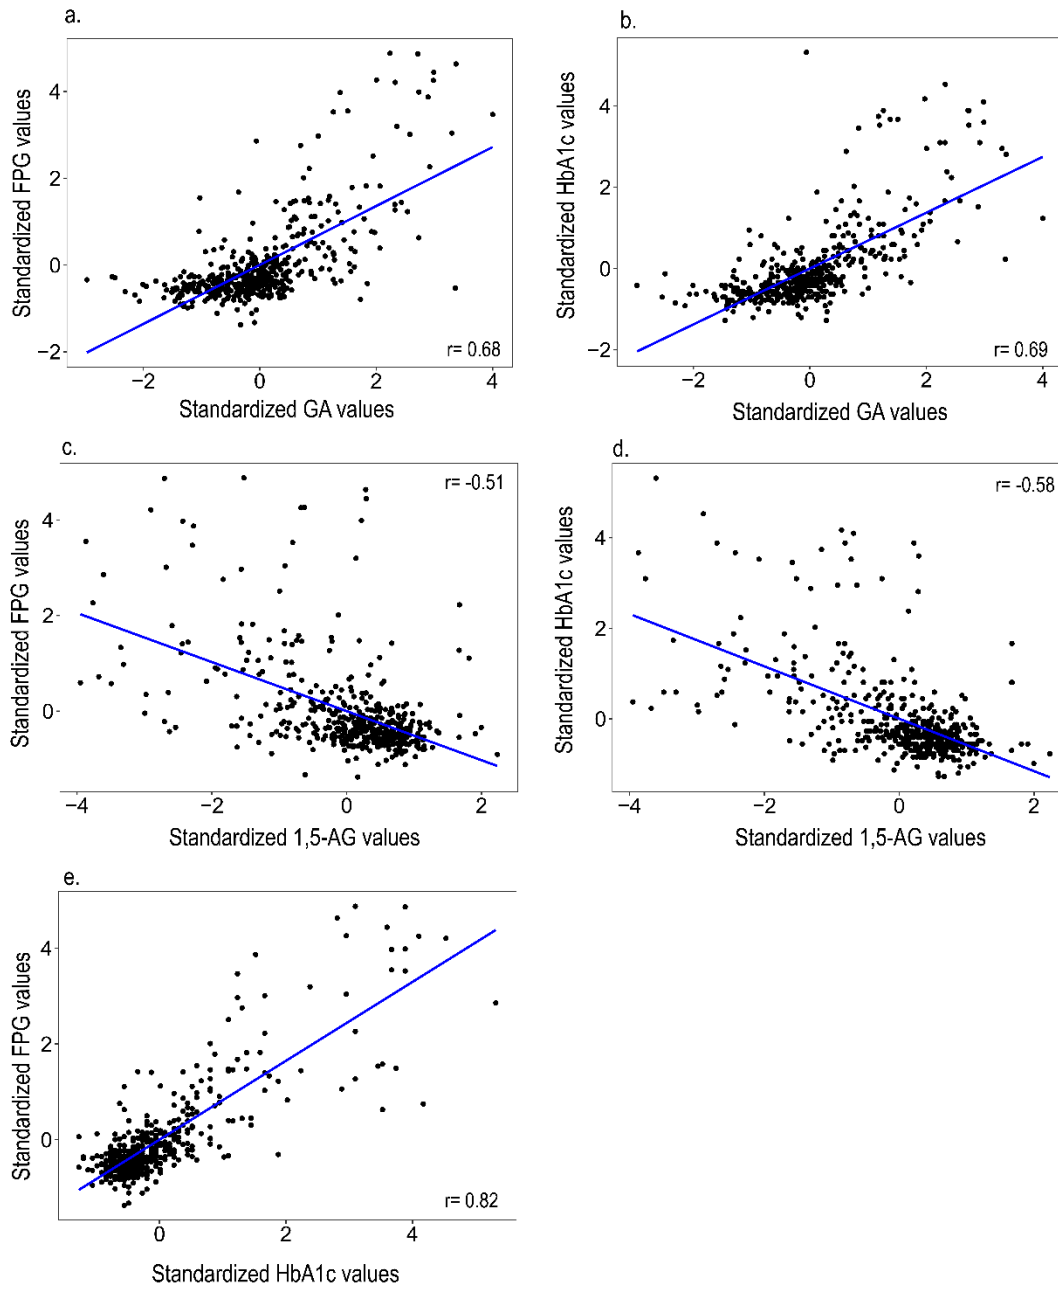 a.
Standardized FPG values
4
2
0
−2
r= 0.68
−2 0 2 4
Standardized GA values
b.
Standardized HbA1c values
4
2
0
−2
r= 0.69
−2 0 2 4
Standardized GA values
c.
Standardized FPG values
r= -0.51
4
2
0
−4 −2 0 2
Standardized 1,5-AG values
d.
Standardized HbA1c values
r= -0.58
4
2
0
−4 −2 0 2
Standardized 1,5-AG values
e.
Standardized FPG values
4
2
0
r= 0.82
0 2 4
Standardized HbA1c values